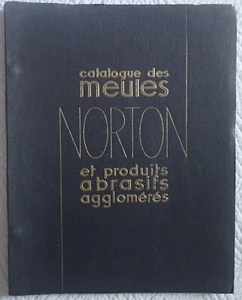 catalogue des
meules
NORTON
et produits
abrasifs
agglomérés